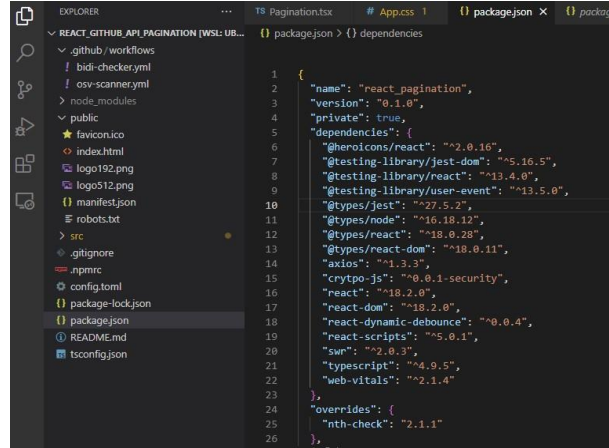 EXPLORER
REACT_GITHUB_API_PAGINATION [WSL: UB...
.github/workflows
bidi-checker.yml
osv-scanner.yml
node_modules
public
favicon.ico
index.html
logo192.png
logo512.png
manifest.json
robots.txt
src
.gitignore
.npmrc
config.toml
package-lock.json
package.json
README.md
tsconfig.json
TS Pagination.tsx
# App.css 1
{} package.json ×
{} packag
{} package.json > {} dependencies
1 {
2 "name": "react_pagination",
3 "version": "0.1.0",
4 "private": true,
5 "dependencies": {
6 "@heroicons/react": "^2.0.16",
7 "@testing-library/jest-dom": "^5.16.5",
8 "@testing-library/react": "^13.4.0",
9 "@testing-library/user-event": "^13.5.0",
10 "@types/jest": "^27.5.2",
11 "@types/node": "^16.18.12",
12 "@types/react": "^18.0.28",
13 "@types/react-dom": "^18.0.11",
14 "axios": "^1.3.3",
15 "crytpo-js": "^0.0.1-security",
16 "react": "^18.2.0",
17 "react-dom": "^18.2.0",
18 "react-dynamic-debounce": "^0.0.4",
19 "react-scripts": "^5.0.1",
20 "swr": "^2.0.3",
21 "typescript": "^4.9.5",
22 "web-vitals": "^2.1.4"
23 },
24 "overrides": {
25 "nth-check": "2.1.1"
26 },